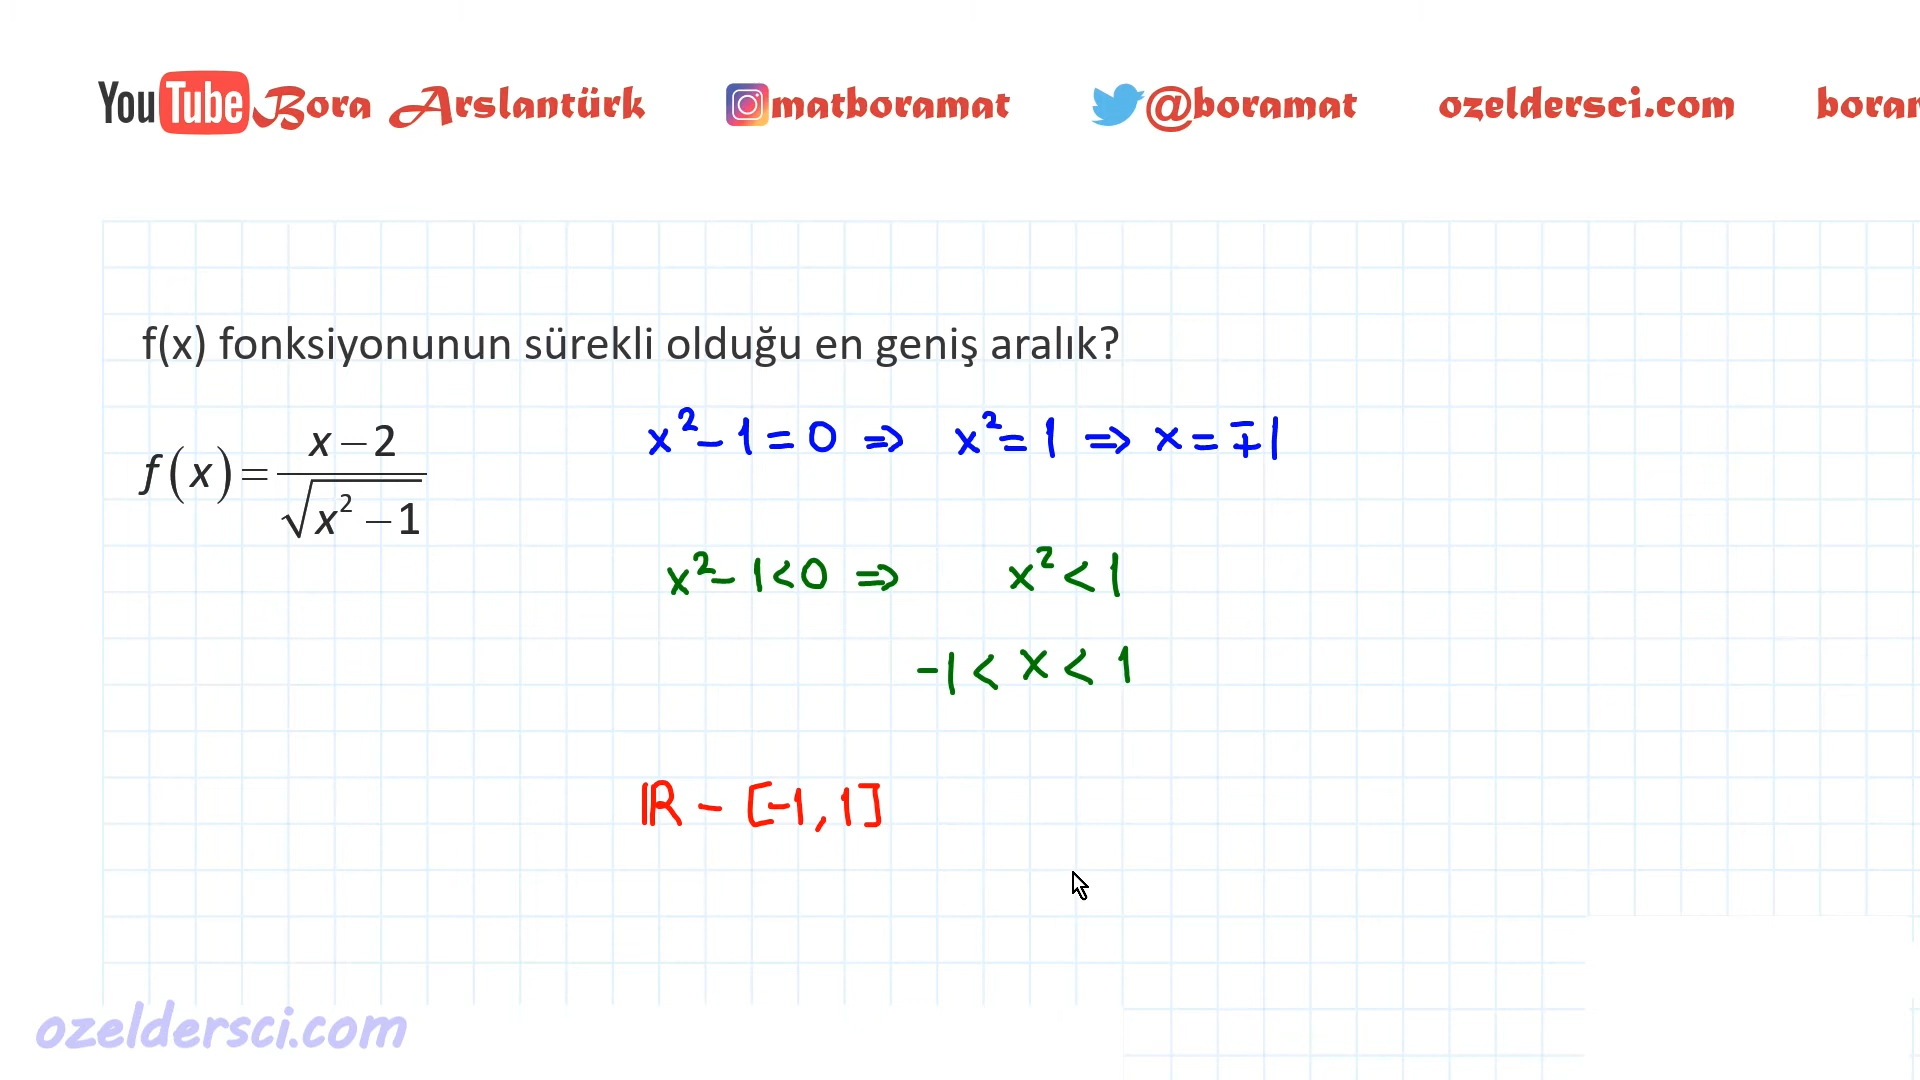 YouTube Bora Arslantürk matboramat @boramat ozeldersci.com
f(x) fonksiyonunun sürekli olduğu en geniş aralık?
f(x) = (x−2)/√(x²−1)
x²−1=0 ⇒ x²=1 ⇒ x=∓1
x²−1<0 ⇒ x²<1
-1<x<1
ℝ − [-1,1]
ozeldersci.com